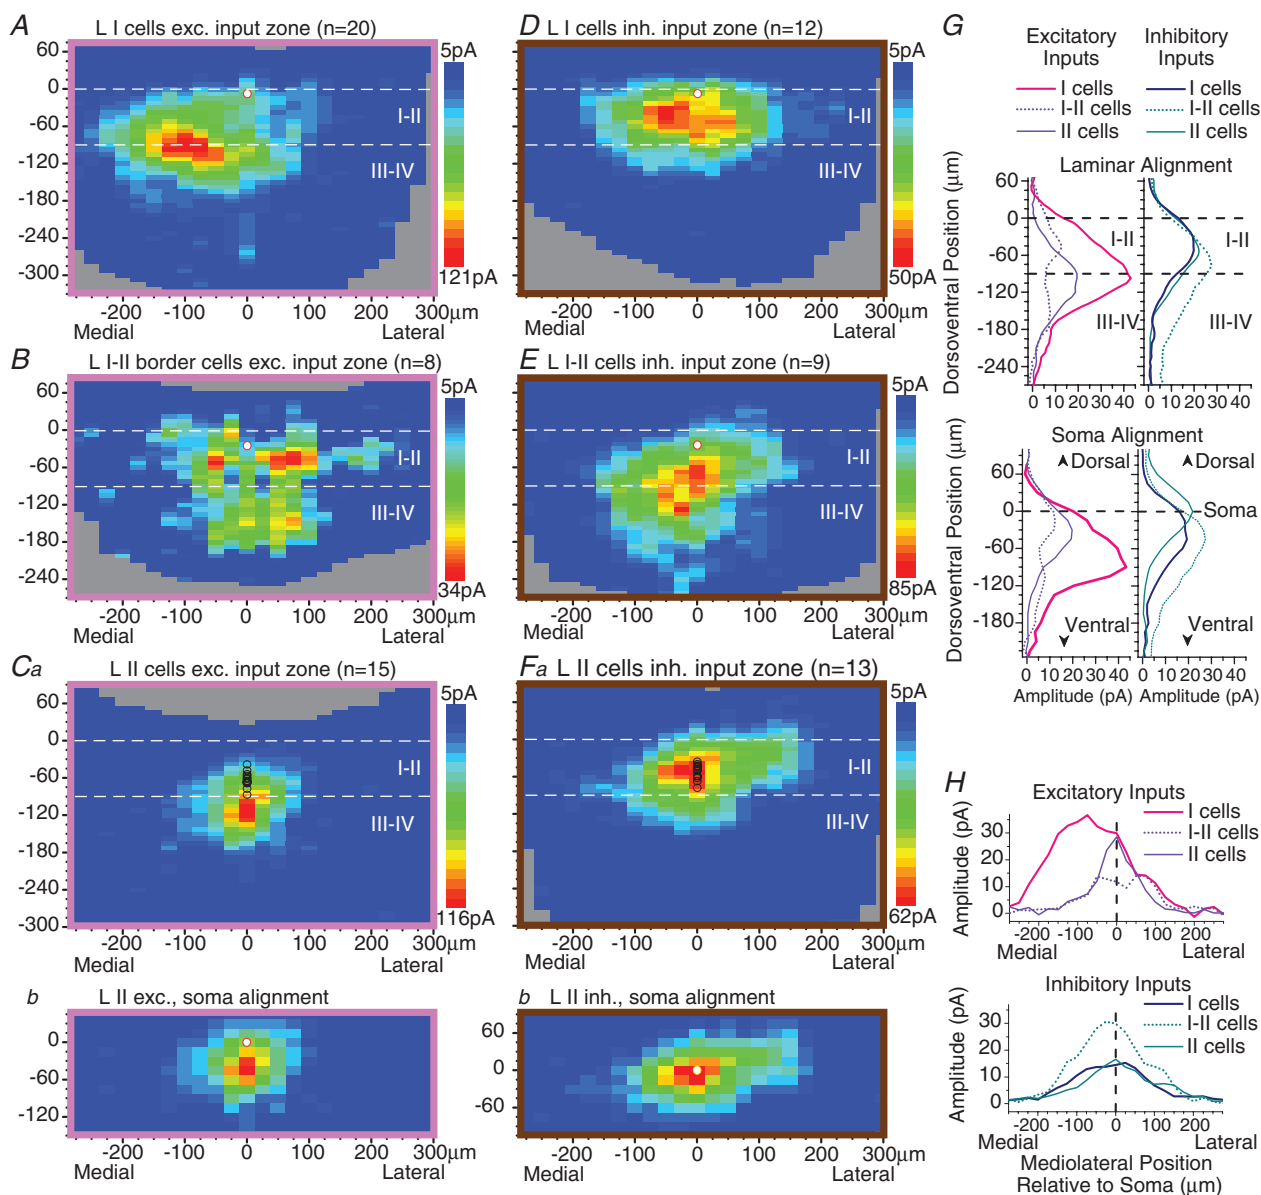 A L I cells exc. input zone (n=20)
5pA
60
0
-60
-120
-180
-240
-300
I-II
III-IV
121pA
-200 -100 0 100 200 300μm
Medial Lateral
B L I-II border cells exc. input zone (n=8)
5pA
60
0
-60
-120
-180
-240
I-II
III-IV
34pA
-200 -100 0 100 200 300μm
Medial Lateral
Ca L II cells exc. input zone (n=15)
5pA
60
0
-60
-120
-180
-240
-300
I-II
III-IV
116pA
-200 -100 0 100 200 300μm
Medial Lateral
b L II exc., soma alignment
0
-60
-120
-200 -100 0 100 200 300μm
Medial Lateral
D L I cells inh. input zone (n=12)
5pA
I-II
III-IV
50pA
-200 -100 0 100 200 300μm
Medial Lateral
E L I-II cells inh. input zone (n=9)
5pA
I-II
III-IV
85pA
-200 -100 0 100 200 300μm
Medial Lateral
Fa L II cells inh. input zone (n=13)
5pA
I-II
III-IV
62pA
-200 -100 0 100 200 300μm
Medial Lateral
b L II inh., soma alignment
60
0
-60
-200 -100 0 100 200 300μm
Medial Lateral
G
Excitatory Inhibitory
Inputs Inputs
I cells I cells
I-II cells I-II cells
II cells II cells
Laminar Alignment
Dorsoventral Position (μm)
60
0
-60
-120
-180
-240
I-II
III-IV
III-IV
0 10 20 30 40 0 10 20 30 40
Soma Alignment
Dorsal Dorsal
Dorsoventral Position (μm)
60
0
-60
-120
-180
Soma
Ventral Ventral
0 10 20 30 40 0 10 20 30 40
Amplitude (pA) Amplitude (pA)
H
Excitatory Inputs
Amplitude (pA)
30
20
10
0
I cells
I-II cells
II cells
-200 -100 0 100 200
Medial Lateral
Inhibitory Inputs
Amplitude (pA)
30
20
10
0
I cells
I-II cells
II cells
-200 -100 0 100 200
Medial Lateral
Mediolateral Position
Relative to Soma (μm)